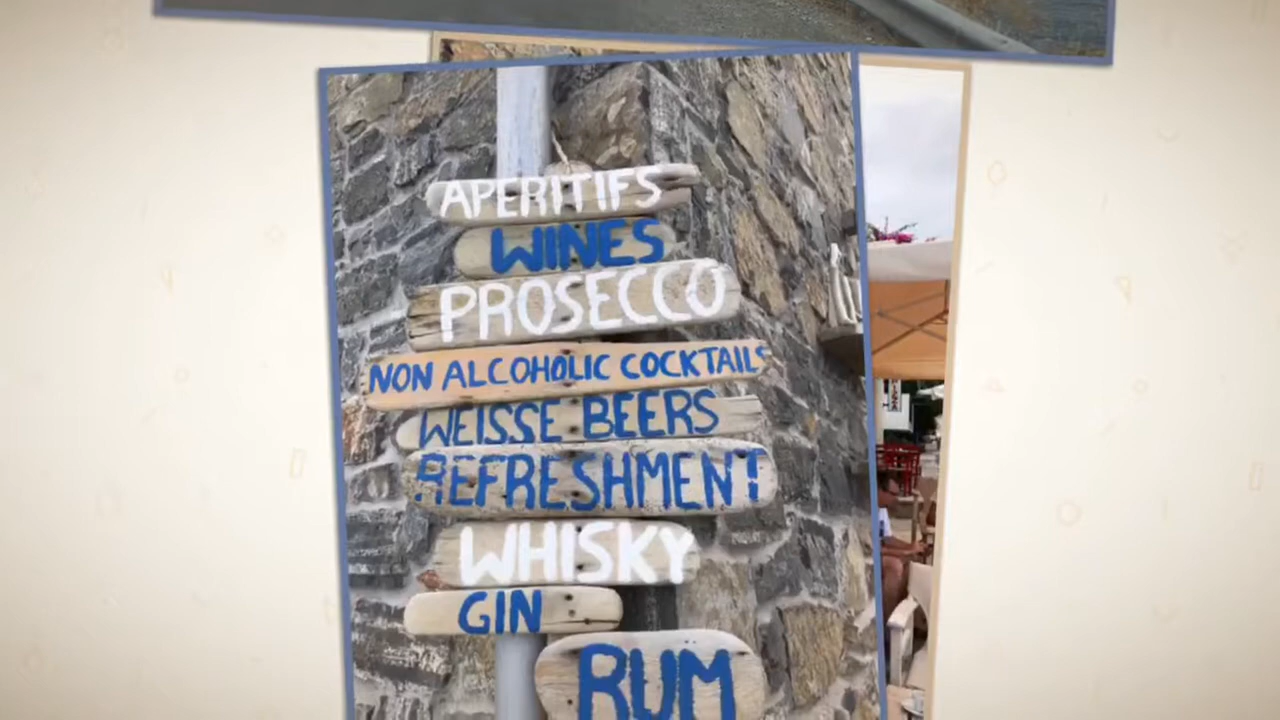 APERITIFS
WINES
PROSECCO
NON ALCOHOLIC COCKTAILS
WEISSE BEERS
REFRESHMENT
WHISKY
GIN
RUM